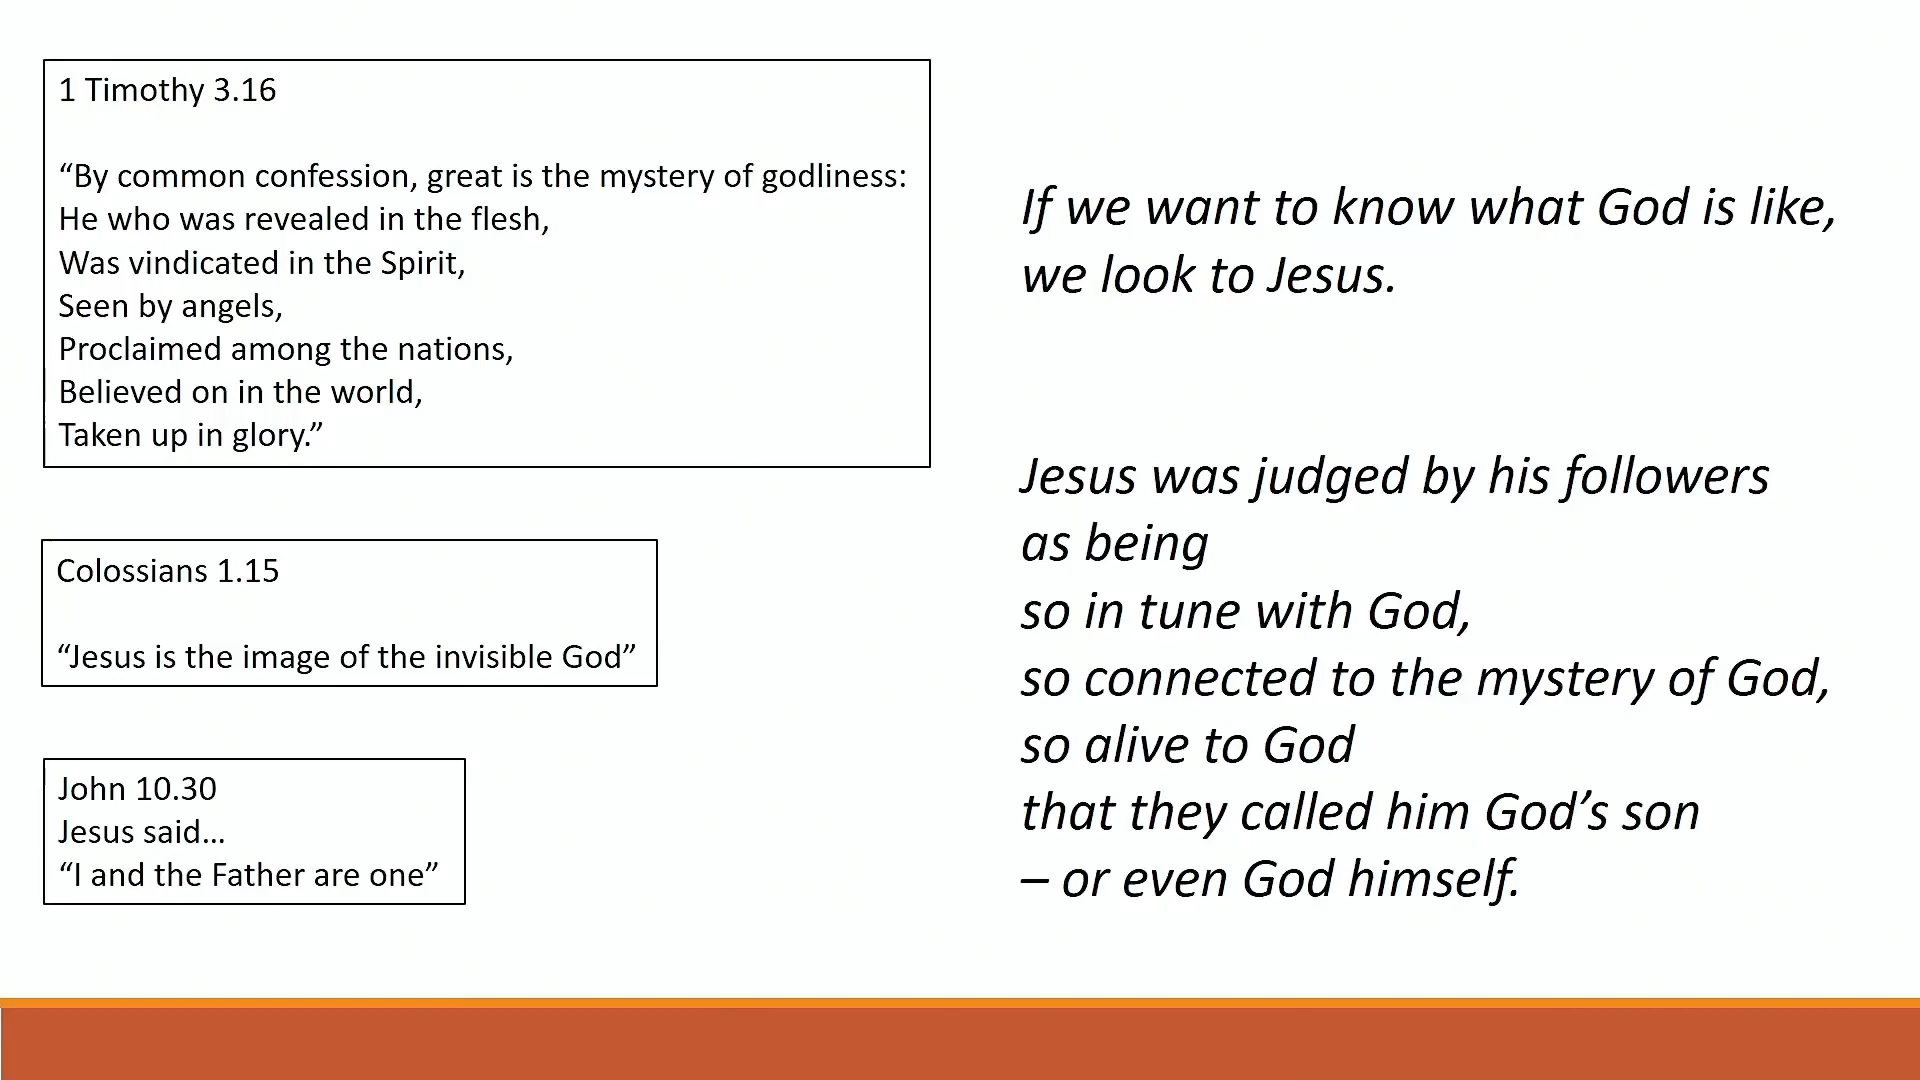 1 Timothy 3.16
“By common confession, great is the mystery of godliness:
He who was revealed in the flesh,
Was vindicated in the Spirit,
Seen by angels,
Proclaimed among the nations,
Believed on in the world,
Taken up in glory.”
Colossians 1.15
“Jesus is the image of the invisible God”
John 10.30
Jesus said…
“I and the Father are one”
If we want to know what God is like,
we look to Jesus.
Jesus was judged by his followers
as being
so in tune with God,
so connected to the mystery of God,
so alive to God
that they called him God’s son
– or even God himself.